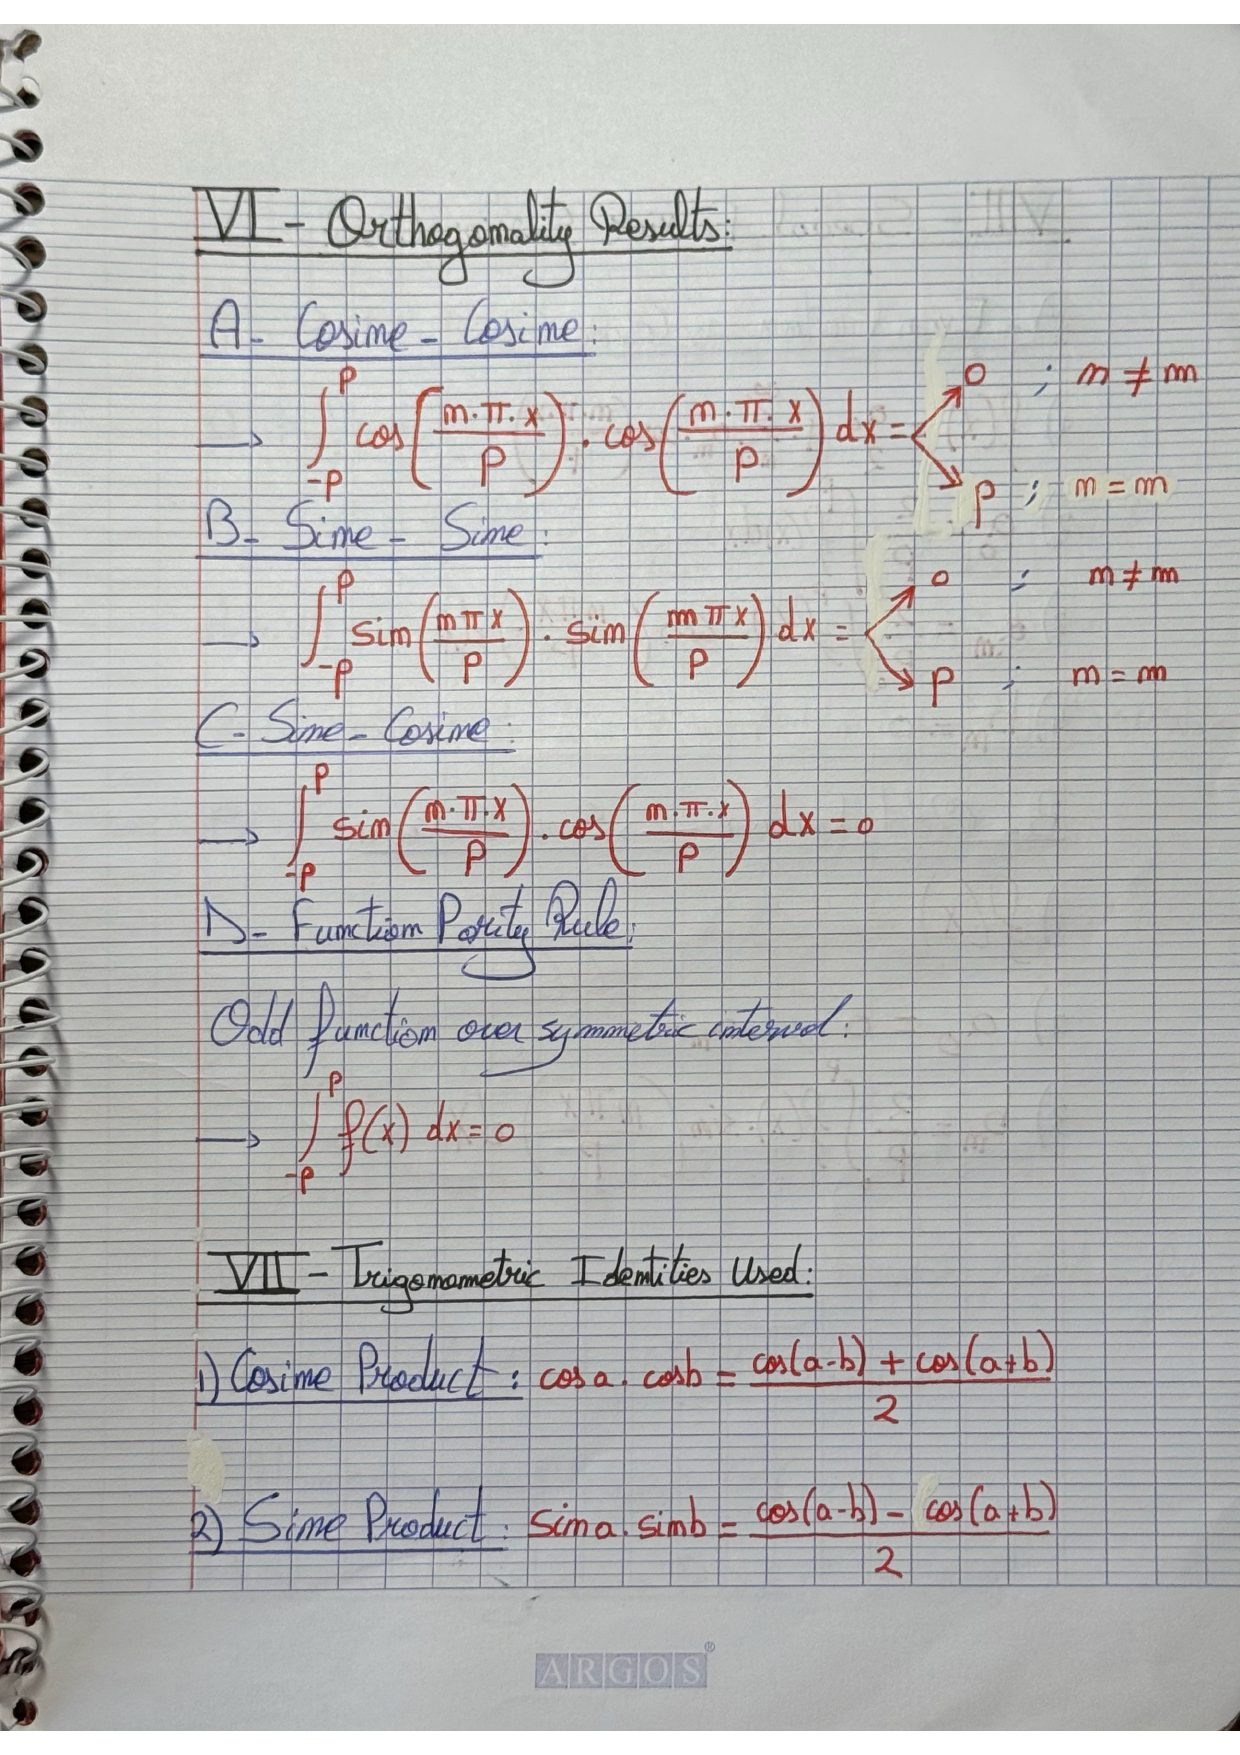 VI - Orthogonality Results:
A - Cosine - Cosine:
→ ∫_{-P}^{P} cos(n·π·x / P) · cos(m·π·x / P) dx = ↗ 0 ; n ≠ m
↘ P ; n = m
B - Sine - Sine:
→ ∫_{-P}^{P} sin(nπx / P) · sin(mπx / P) dx = ↗ 0 ; n ≠ m
↘ P ; n = m
C - Sine - Cosine:
→ ∫_{-P}^{P} sin(n·π·x / P) · cos(m·π·x / P) dx = 0
D - Function Parity Rule:
Odd function over symmetric interval:
→ ∫_{-P}^{P} f(x) dx = 0
VII - Trigonometric Identities Used:
1) Cosine Product : cos a · cos b = (cos(a-b) + cos(a+b)) / 2
2) Sine Product : sin a · sin b = (cos(a-b) - cos(a+b)) / 2
ARGOS®